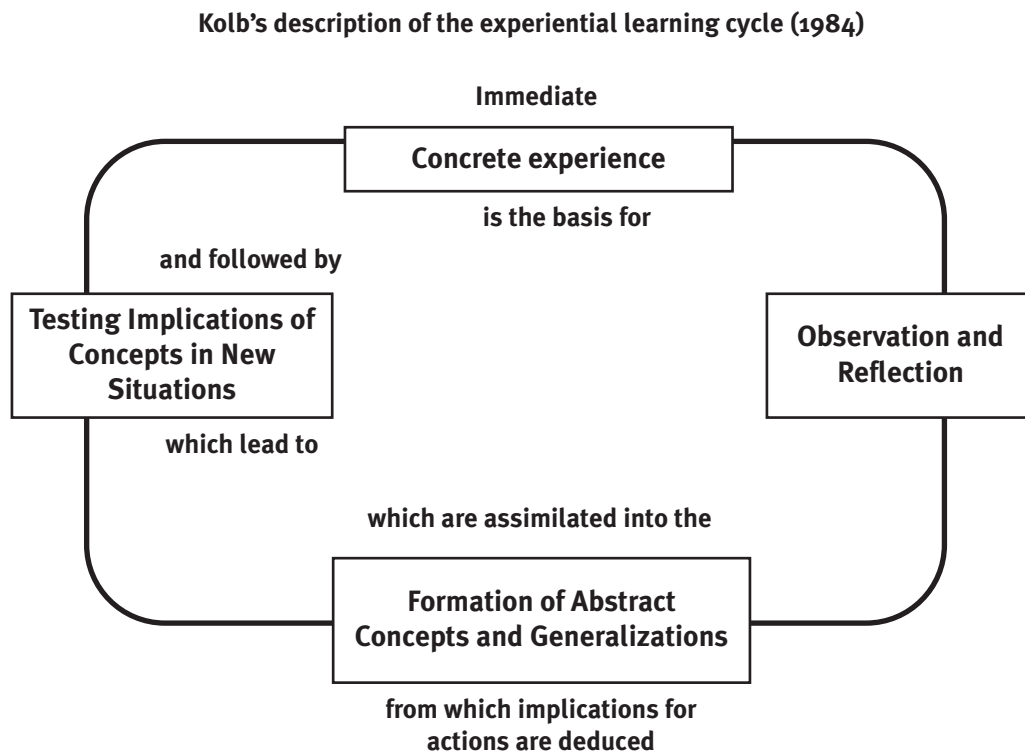 Kolb’s description of the experiential learning cycle (1984)
Immediate
Concrete experience
is the basis for
and followed by
Testing Implications of
Concepts in New
Situations
which lead to
Observation and
Reflection
which are assimilated into the
Formation of Abstract
Concepts and Generalizations
from which implications for
actions are deduced